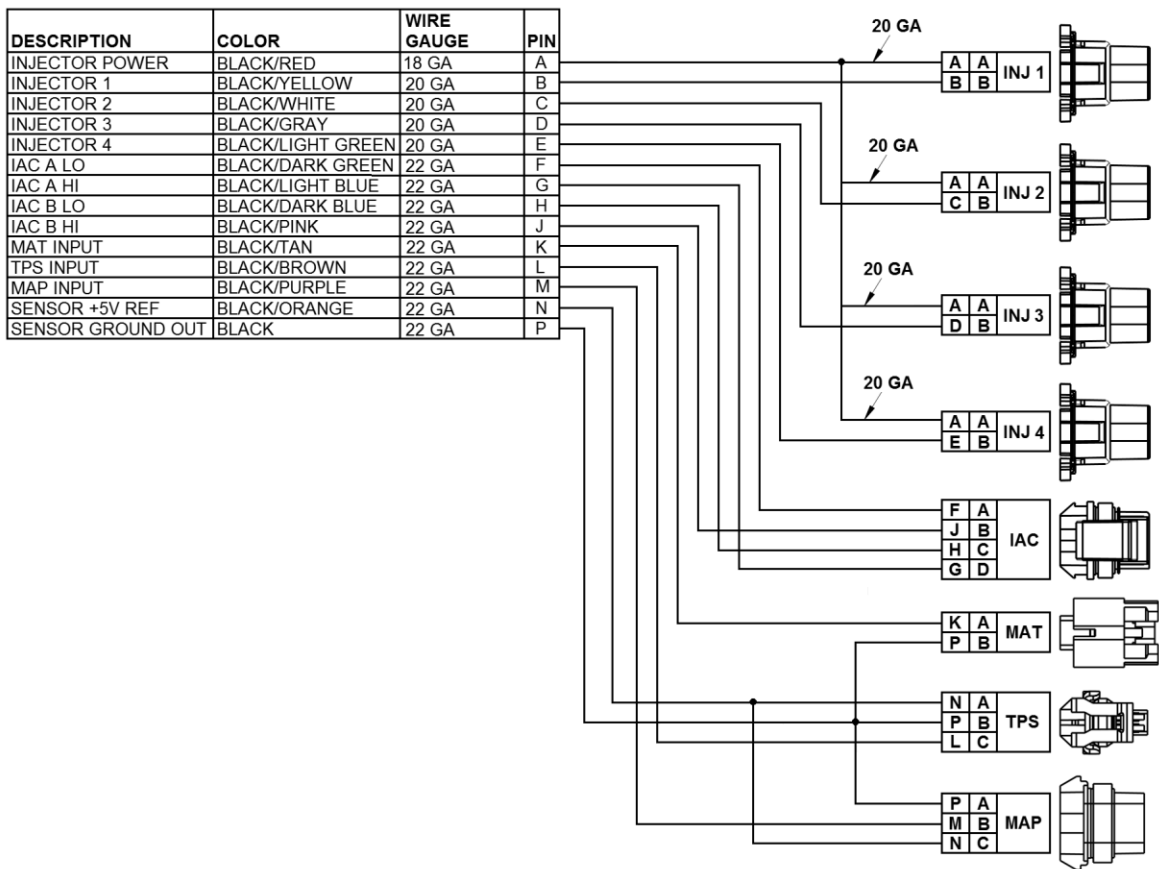 DESCRIPTION COLOR WIRE GAUGE PIN
INJECTOR POWER BLACK/RED 18 GA A
INJECTOR 1 BLACK/YELLOW 20 GA B
INJECTOR 2 BLACK/WHITE 20 GA C
INJECTOR 3 BLACK/GRAY 20 GA D
INJECTOR 4 BLACK/LIGHT GREEN 20 GA E
IAC A LO BLACK/DARK GREEN 22 GA F
IAC A HI BLACK/LIGHT BLUE 22 GA G
IAC B LO BLACK/DARK BLUE 22 GA H
IAC B HI BLACK/PINK 22 GA J
MAT INPUT BLACK/TAN 22 GA K
TPS INPUT BLACK/BROWN 22 GA L
MAP INPUT BLACK/PURPLE 22 GA M
SENSOR +5V REF BLACK/ORANGE 22 GA N
SENSOR GROUND OUT BLACK 22 GA P
20 GA
A A INJ 1
B B
20 GA
A A INJ 2
C B
20 GA
A A INJ 3
D B
20 GA
A A INJ 4
E B
F A
J B IAC
H C
G D
K A MAT
P B
N A
P B TPS
L C
P A
M B MAP
N C